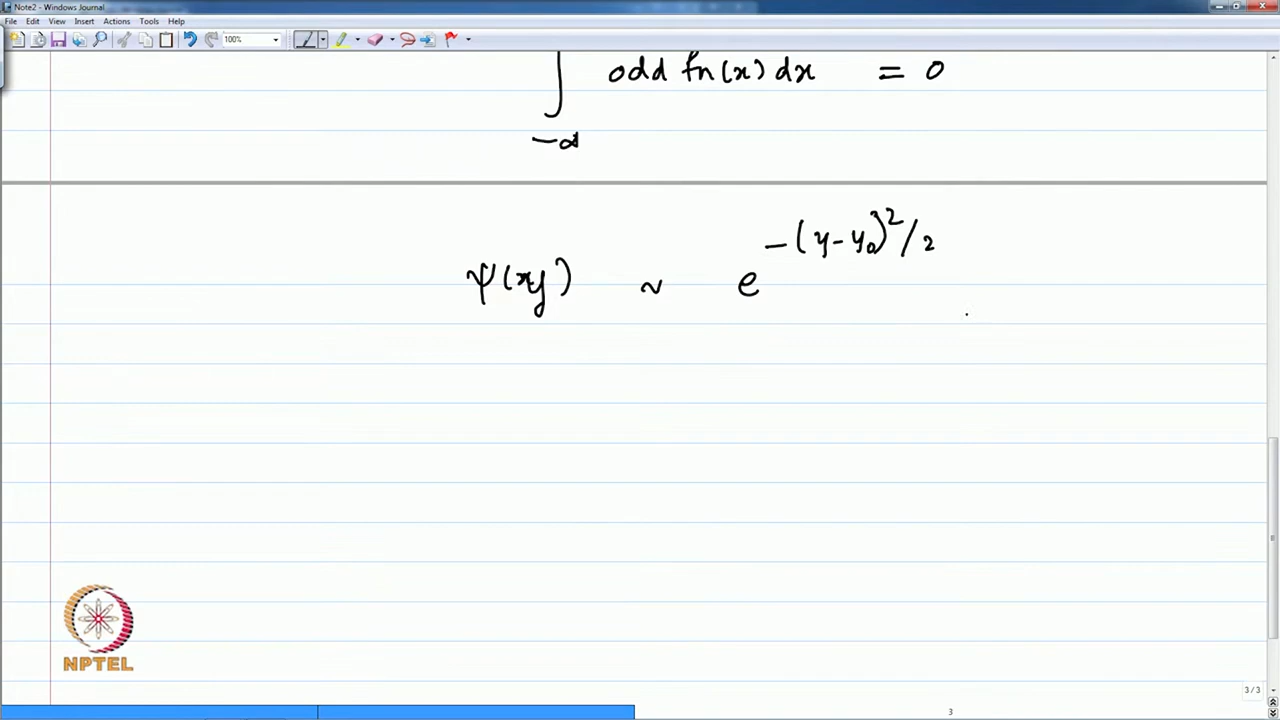 Note2 - Windows Journal
File Edit View Insert Actions Tools Help
100%
∫ odd fn(x) dx = 0
-∞
ψ(xy) ~ e^{-(y-y₀)²/2}
NPTEL
3/3
3